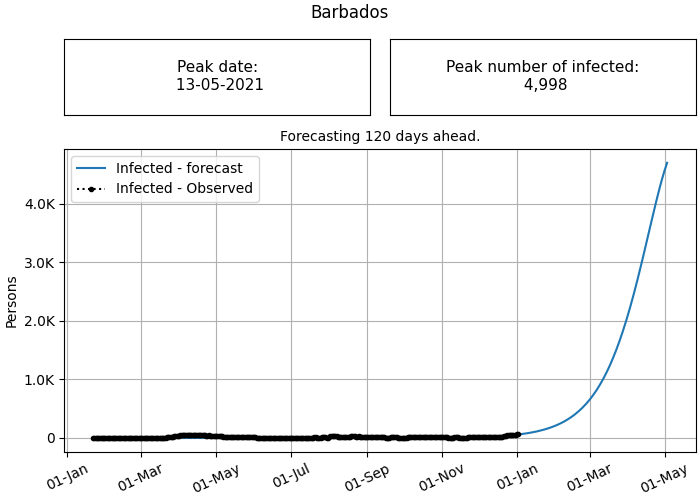 Barbados
Peak date:
13-05-2021
Peak number of infected:
4,998
Forecasting 120 days ahead.
Infected - forecast
Infected - Observed
Persons
4.0K
3.0K
2.0K
1.0K
0
01-Jan
01-Mar
01-May
01-Jul
01-Sep
01-Nov
01-Jan
01-Mar
01-May